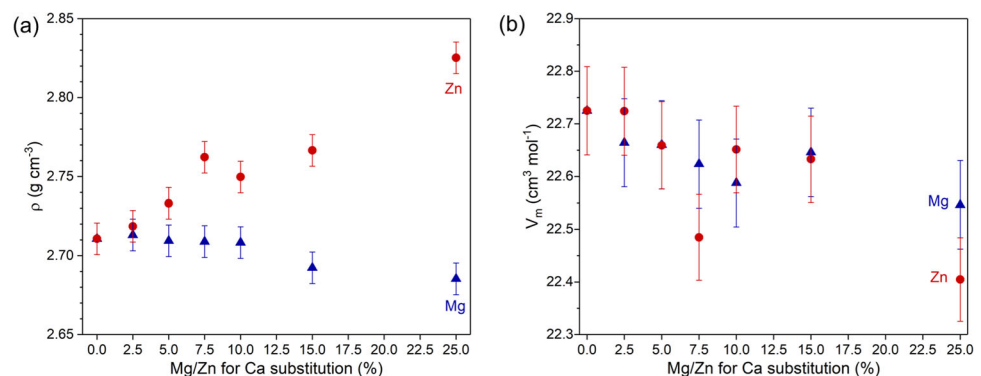 (a)
2.85
2.80
2.75
2.70
2.65
ρ (g cm⁻³)
Zn
Mg
0.0 2.5 5.0 7.5 10.0 12.5 15.0 17.5 20.0 22.5 25.0
Mg/Zn for Ca substitution (%)
(b)
22.9
22.8
22.7
22.6
22.5
22.4
22.3
Vₘ (cm³ mol⁻¹)
Mg
Zn
0.0 2.5 5.0 7.5 10.0 12.5 15.0 17.5 20.0 22.5 25.0
Mg/Zn for Ca substitution (%)